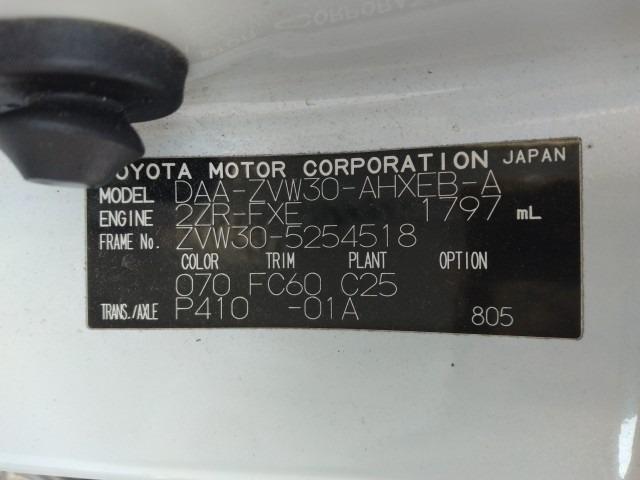 TOYOTA MOTOR CORPORATION JAPAN
MODEL DAA-ZVW30-AHXEB-A
ENGINE 2ZR-FXE 1797 mL
FRAME No. ZVW30-5254518
COLOR TRIM PLANT OPTION
070 FC60 C25
TRANS./AXLE P410 -01A 805